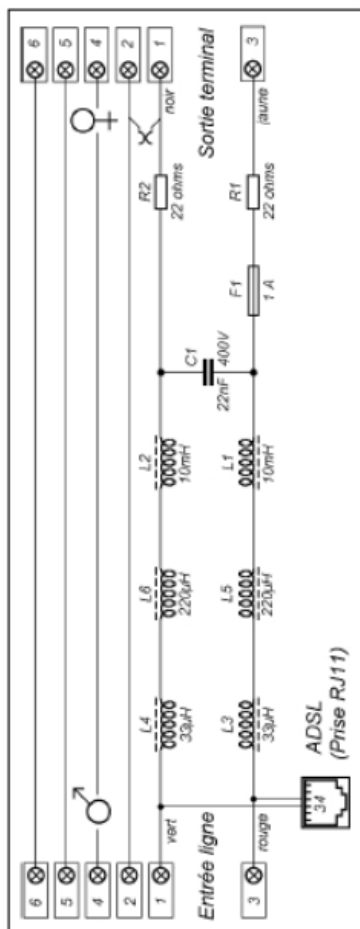 6 6
5 5
4 4
2 2
L4 L6 L2 R2
1 1
vert 33µH 220µH 10mH 22 ohms noir
C1
Entrée ligne Sortie terminal
22nF 400V
L3 L5 L1 F1 R1
3 3
rouge 33µH 220µH 10mH 1 A 22 ohms jaune
ADSL
(Prise RJ11)
34